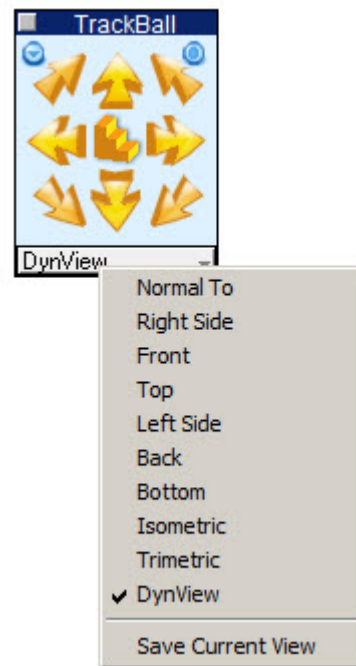 TrackBall
DynView
Normal To
Right Side
Front
Top
Left Side
Back
Bottom
Isometric
Trimetric
DynView
Save Current View